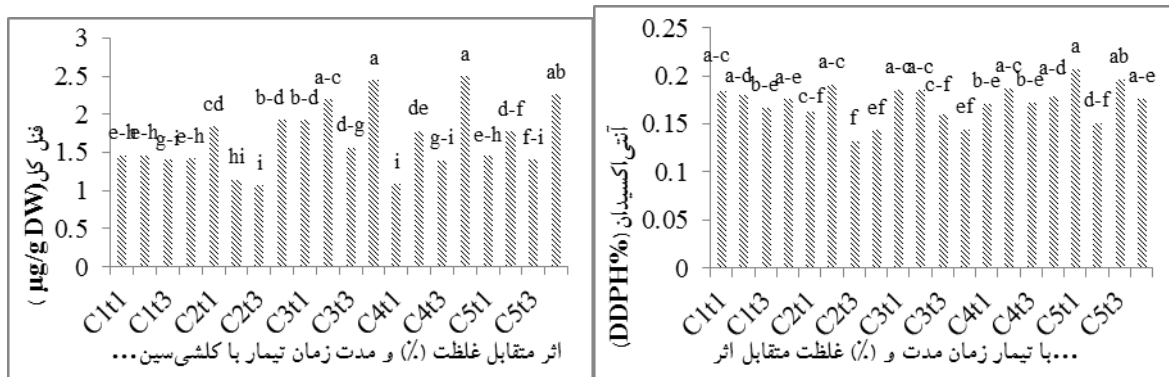 فنل کل(µg/g DW )
3
2.5
2
1.5
1
0.5
0
e-h e-h g-i e-h cd hi i b-d b-d a-c d-g a i de g-i a e-h d-f f-i ab
C1t1 C1t3 C2t1 C2t3 C3t1 C3t3 C4t1 C4t3 C5t1 C5t3
اثر متقابل غلظت (٪) و مدت زمان تیمار با کلشی‌سین...
آنتی‌اکسیدان (DDPH%)
0.25
0.2
0.15
0.1
0.05
0
a-c a-d b-e a-e c-f a-c f ef a-c a-c c-f ef b-e a-c b-e a-d a d-f ab a-e
C1t1 C1t3 C2t1 C2t3 C3t1 C3t3 C4t1 C4t3 C5t1 C5t3
...با تیمار زمان مدت و (٪) غلظت متقابل اثر